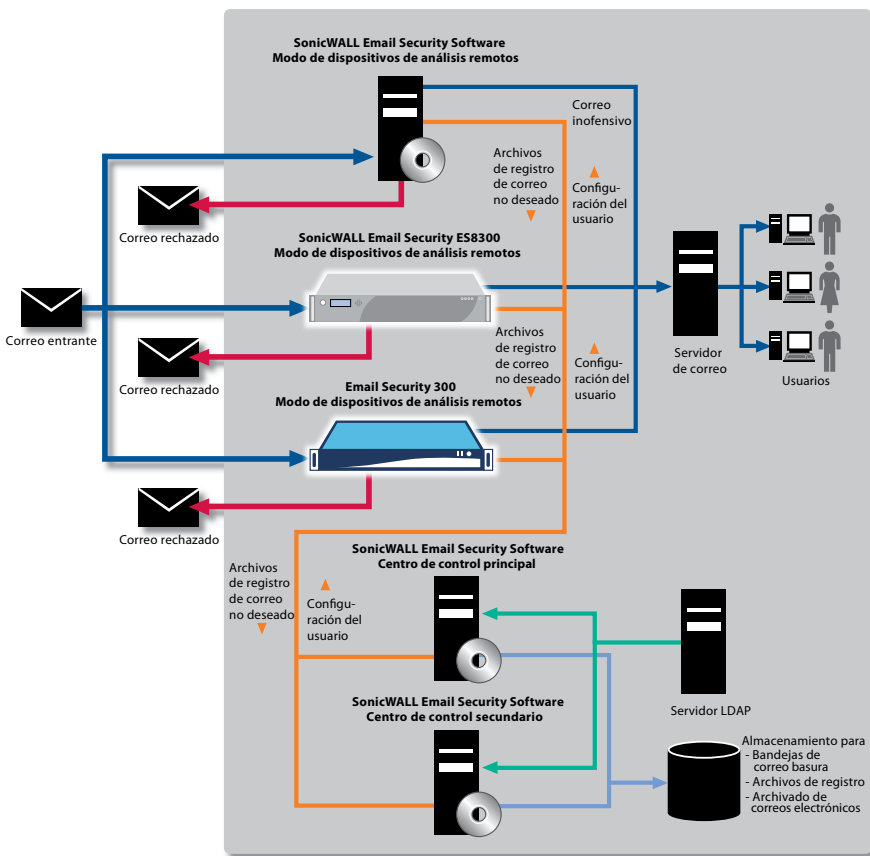 SonicWALL Email Security Software
Modo de dispositivos de análisis remotos
Correo
inofensivo
Archivos
de registro
de correo
no deseado
Configu-
ración del
usuario
Correo rechazado
SonicWALL Email Security ES8300
Modo de dispositivos de análisis remotos
Correo entrante
Archivos
de registro
de correo
no deseado
Configu-
ración del
usuario
Servidor
de correo
Usuarios
Correo rechazado
Email Security 300
Modo de dispositivos de análisis remotos
Correo rechazado
SonicWALL Email Security Software
Centro de control principal
Archivos
de registro
de correo
no deseado
Configu-
ración del
usuario
SonicWALL Email Security Software
Centro de control secundario
Servidor LDAP
Almacenamiento para
- Bandejas de
correo basura
- Archivos de registro
- Archivado de
correos electrónicos